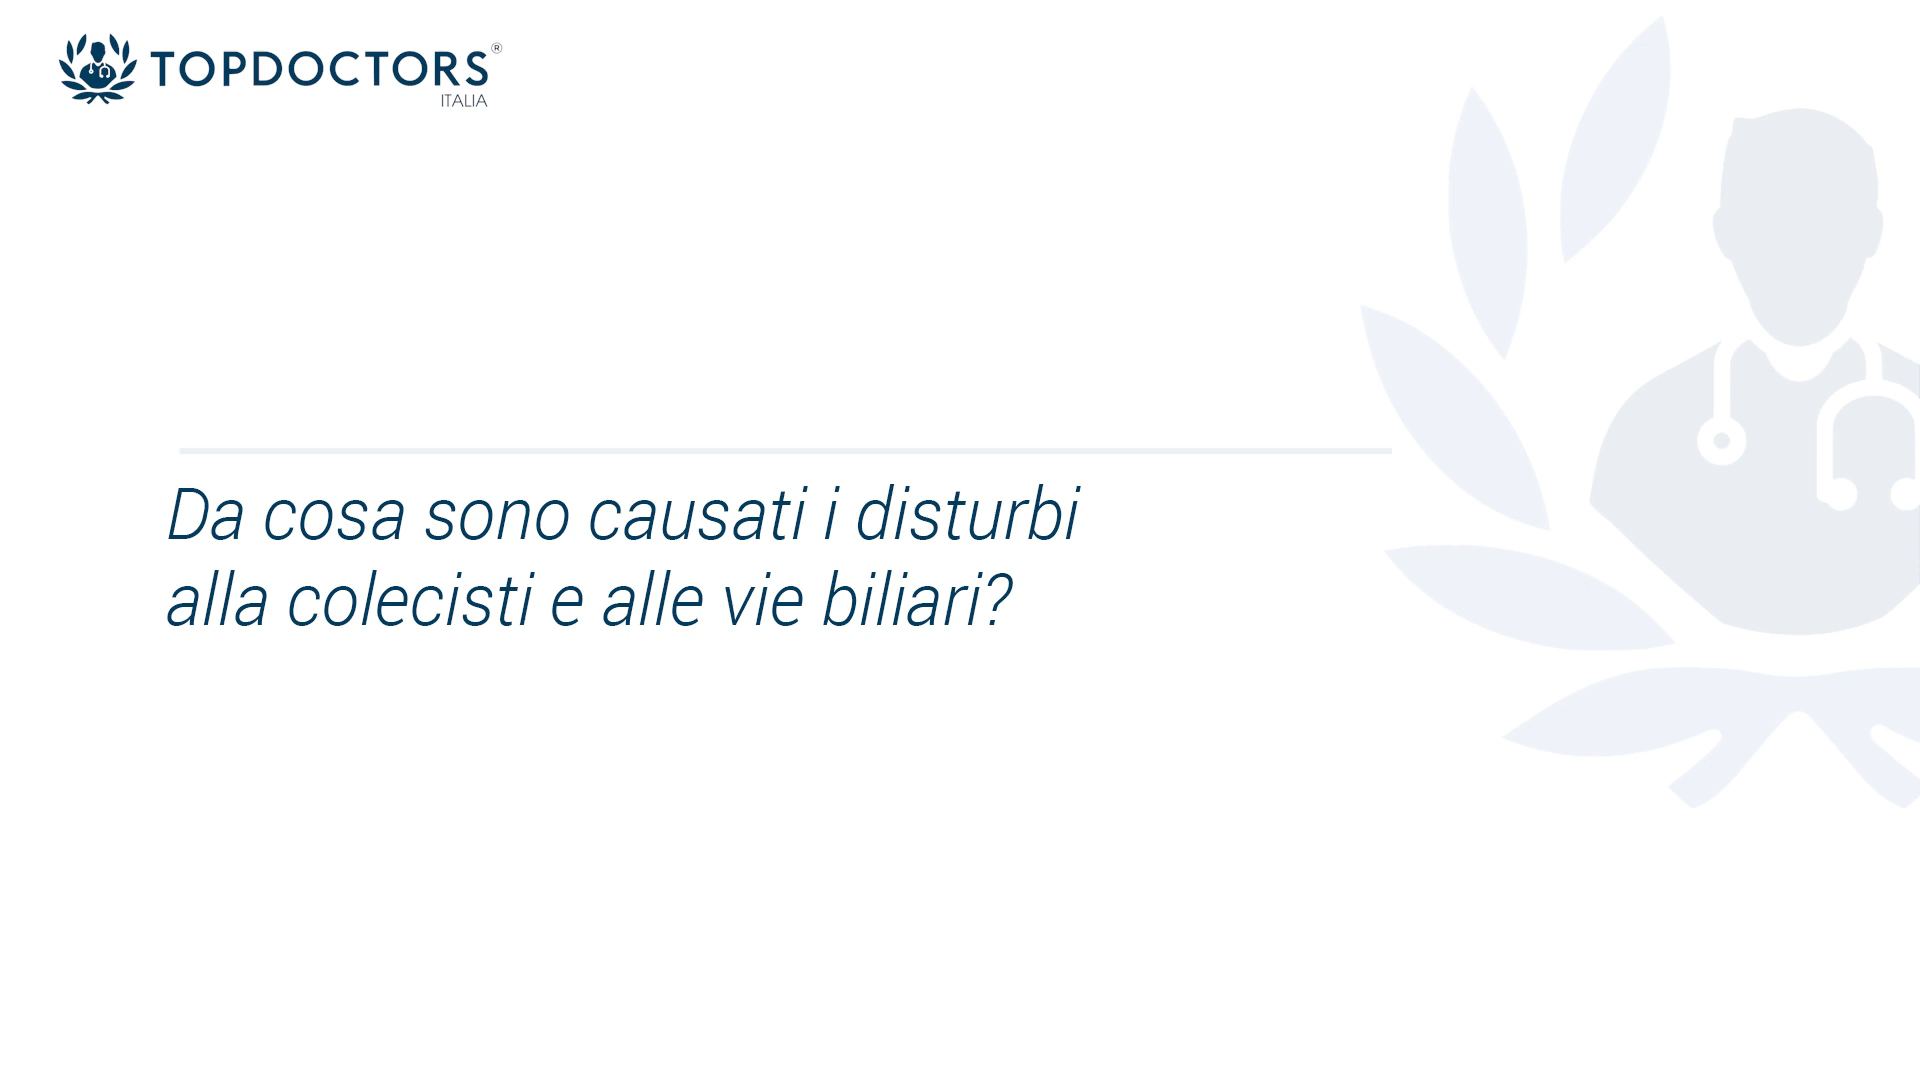 TOPDOCTORS®
ITALIA
Da cosa sono causati i disturbi
alla colecisti e alle vie biliari?